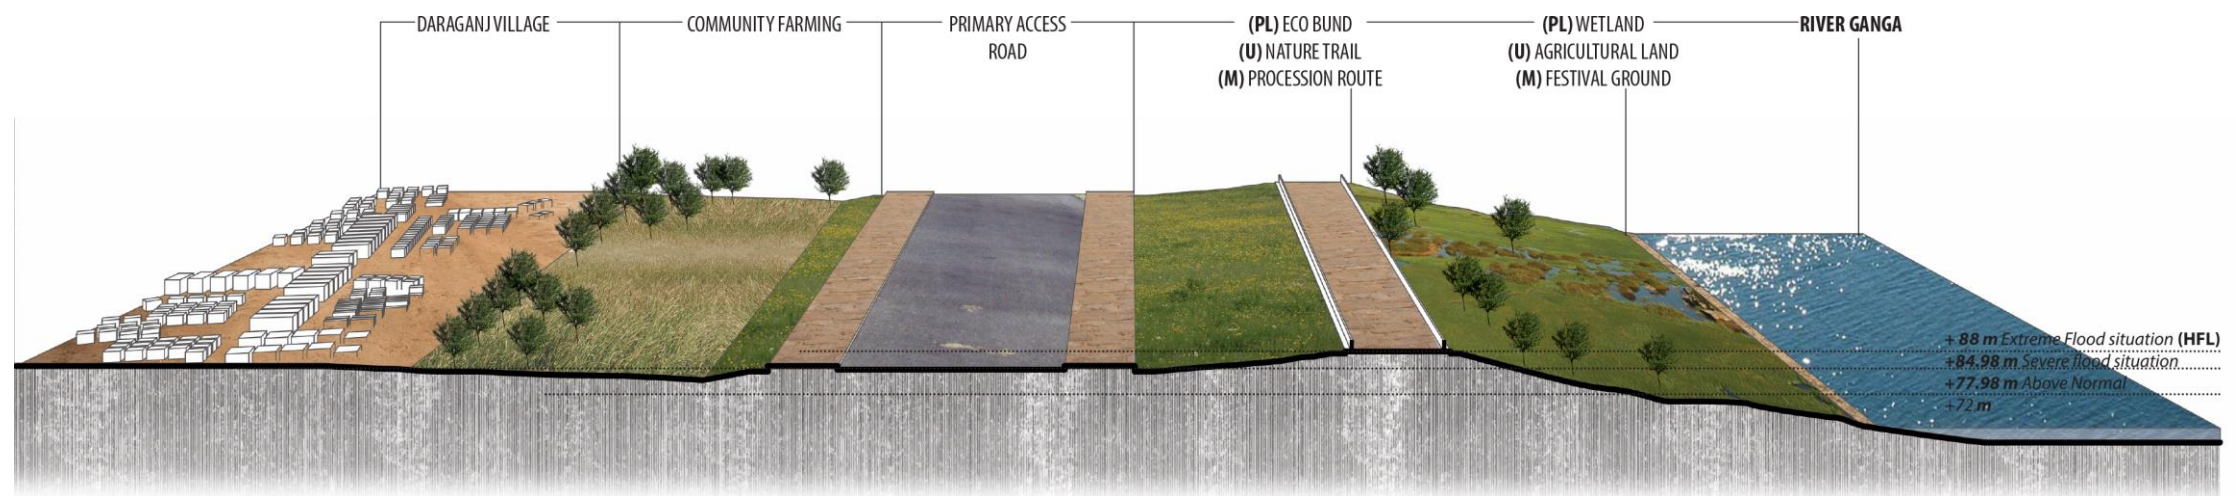 DARAGANJ VILLAGE
COMMUNITY FARMING
PRIMARY ACCESS
ROAD
(PL) ECO BUND
(U) NATURE TRAIL
(M) PROCESSION ROUTE
(PL) WETLAND
(U) AGRICULTURAL LAND
(M) FESTIVAL GROUND
RIVER GANGA
+ 88 m Extreme Flood situation (HFL)
+84.98 m Severe flood situation
+77.98 m Above Normal
+72 m